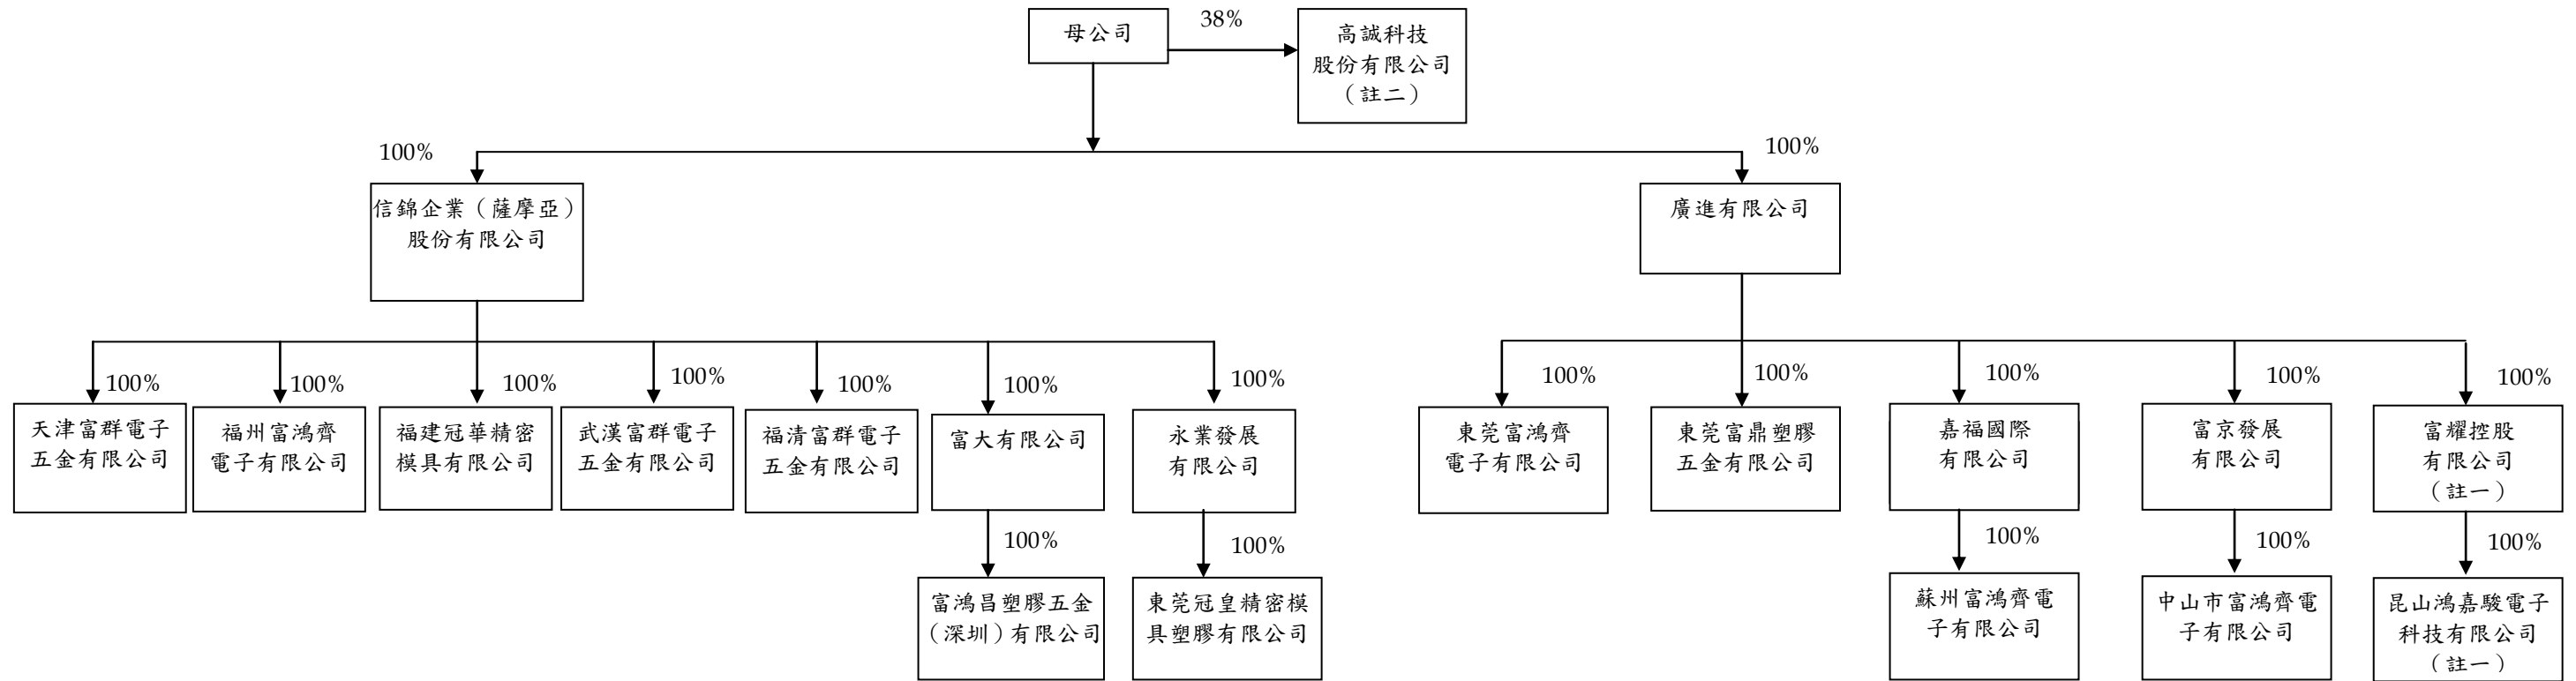 母公司
38%
高誠科技
股份有限公司
（註二）
100%
100%
信錦企業（薩摩亞）
股份有限公司
廣進有限公司
100%
100%
100%
100%
100%
100%
100%
100%
100%
100%
100%
100%
天津富群電子
五金有限公司
福州富鴻齊
電子有限公司
福建冠華精密
模具有限公司
武漢富群電子
五金有限公司
福清富群電子
五金有限公司
富大有限公司
永業發展
有限公司
東莞富鴻齊
電子有限公司
東莞富鼎塑膠
五金有限公司
嘉福國際
有限公司
富京發展
有限公司
富耀控股
有限公司
（註一）
100%
100%
100%
100%
100%
富鴻昌塑膠五金
（深圳）有限公司
東莞冠皇精密模
具塑膠有限公司
蘇州富鴻齊電
子有限公司
中山市富鴻齊電
子有限公司
昆山鴻嘉駿電子
科技有限公司
（註一）